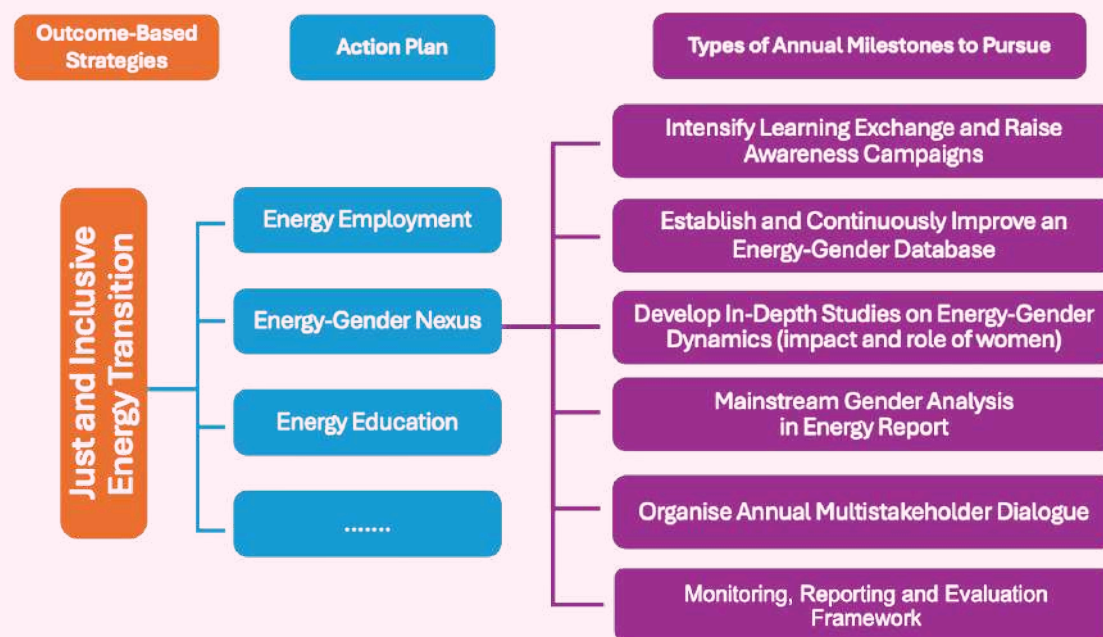 Outcome-Based
Strategies
Action Plan
Types of Annual Milestones to Pursue
Just and Inclusive
Energy Transition
Energy Employment
Energy-Gender Nexus
Energy Education
.......
Intensify Learning Exchange and Raise
Awareness Campaigns
Establish and Continuously Improve an
Energy-Gender Database
Develop In-Depth Studies on Energy-Gender
Dynamics (impact and role of women)
Mainstream Gender Analysis
in Energy Report
Organise Annual Multistakeholder Dialogue
Monitoring, Reporting and Evaluation
Framework